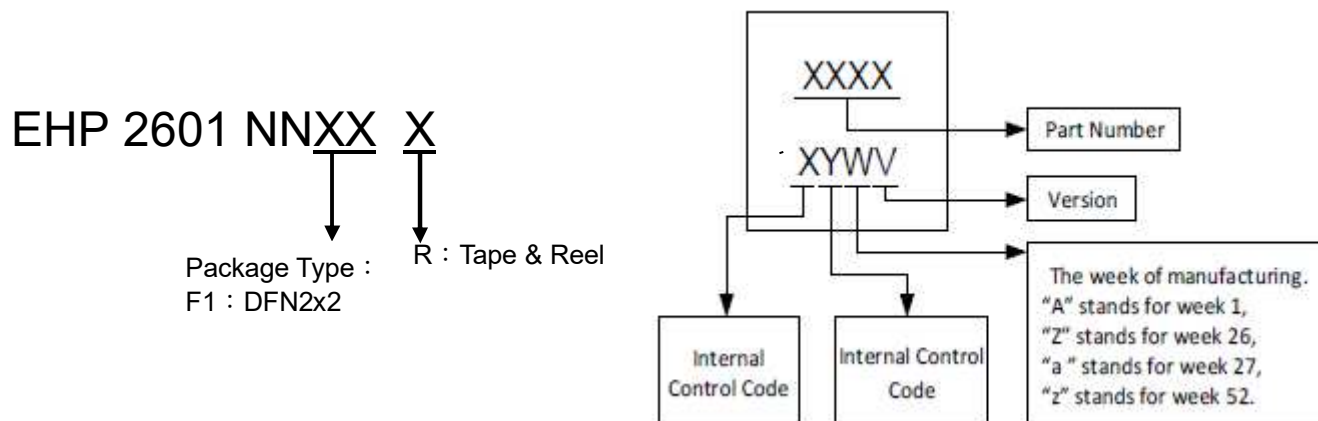 EHP 2601 NNXX X
Package Type：
F1：DFN2x2
R：Tape & Reel
XXXX
XYWV
Part Number
Version
The week of manufacturing.
“A” stands for week 1,
“Z” stands for week 26,
“a ” stands for week 27,
“z” stands for week 52.
Internal
Control Code
Internal Control
Code